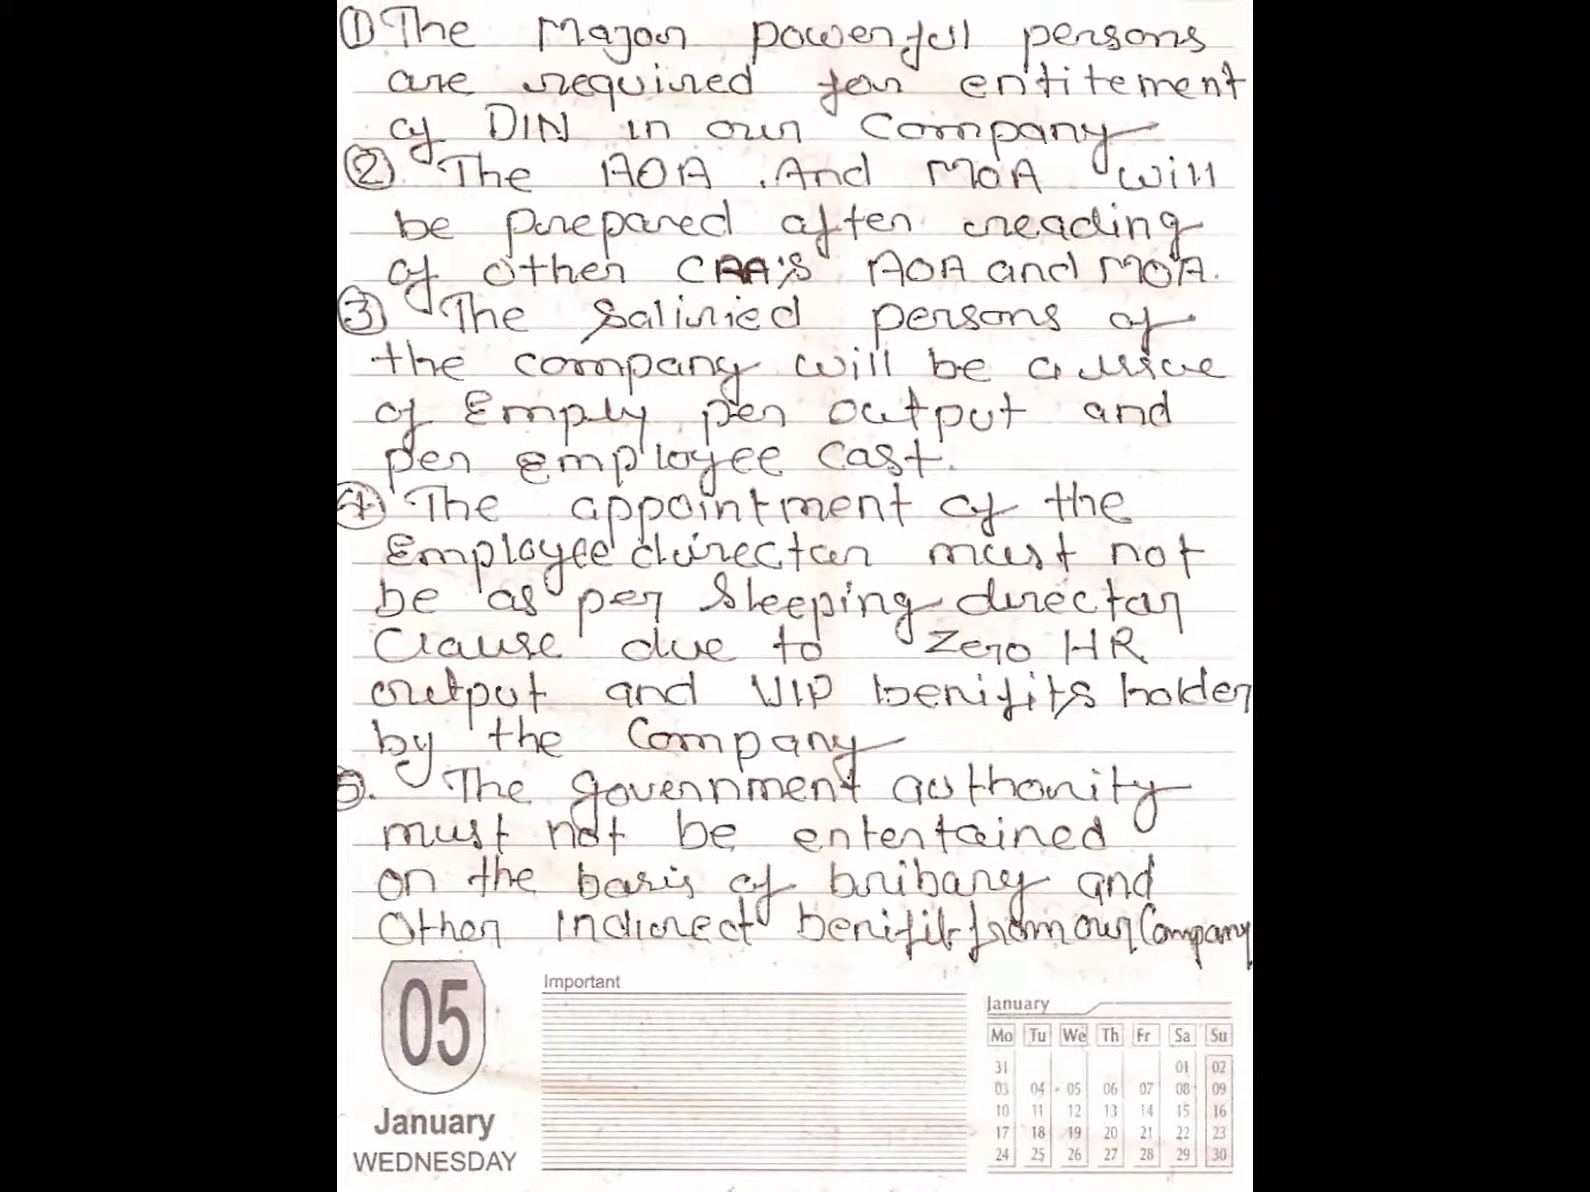 ① The Major powerful persons
are required for entitement
of DIN in our Company
② The AOA And MOA will
be prepared after reading
of other CAA's AOA and MOA.
③ The Saliried persons of
the company will be
of Emply per output and
per employee cast.
④ The appointment of the
Employee director must not
be as per Sleeping director
Clause due to Zero HR
output and VIP benifits holder
by the Company
5. The government authority
must not be entertained
on the basis of bribary and
Other Indirect benifit from our Company
05
January
WEDNESDAY
Important
January
Mo Tu We Th Fr Sa Su
31 01 02
03 04 05 06 07 08 09
10 11 12 13 14 15 16
17 18 19 20 21 22 23
24 25 26 27 28 29 30